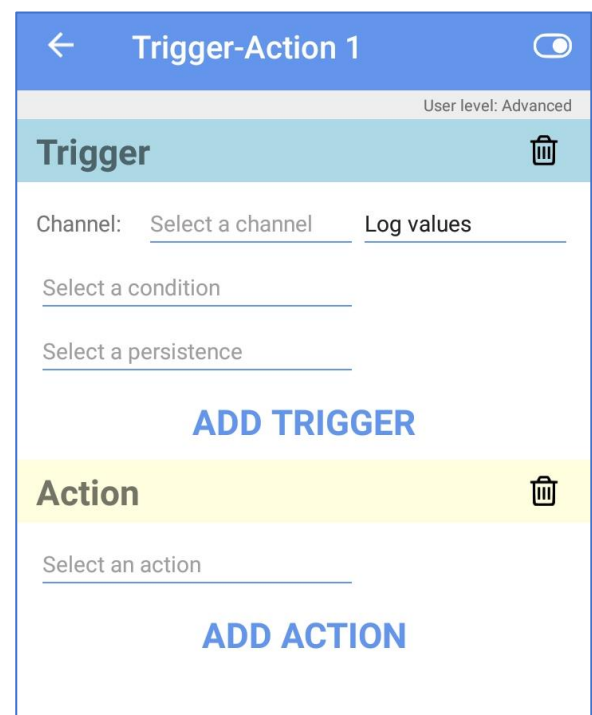 Trigger-Action 1
User level: Advanced
Trigger
Channel: Select a channel Log values
Select a condition
Select a persistence
ADD TRIGGER
Action
Select an action
ADD ACTION